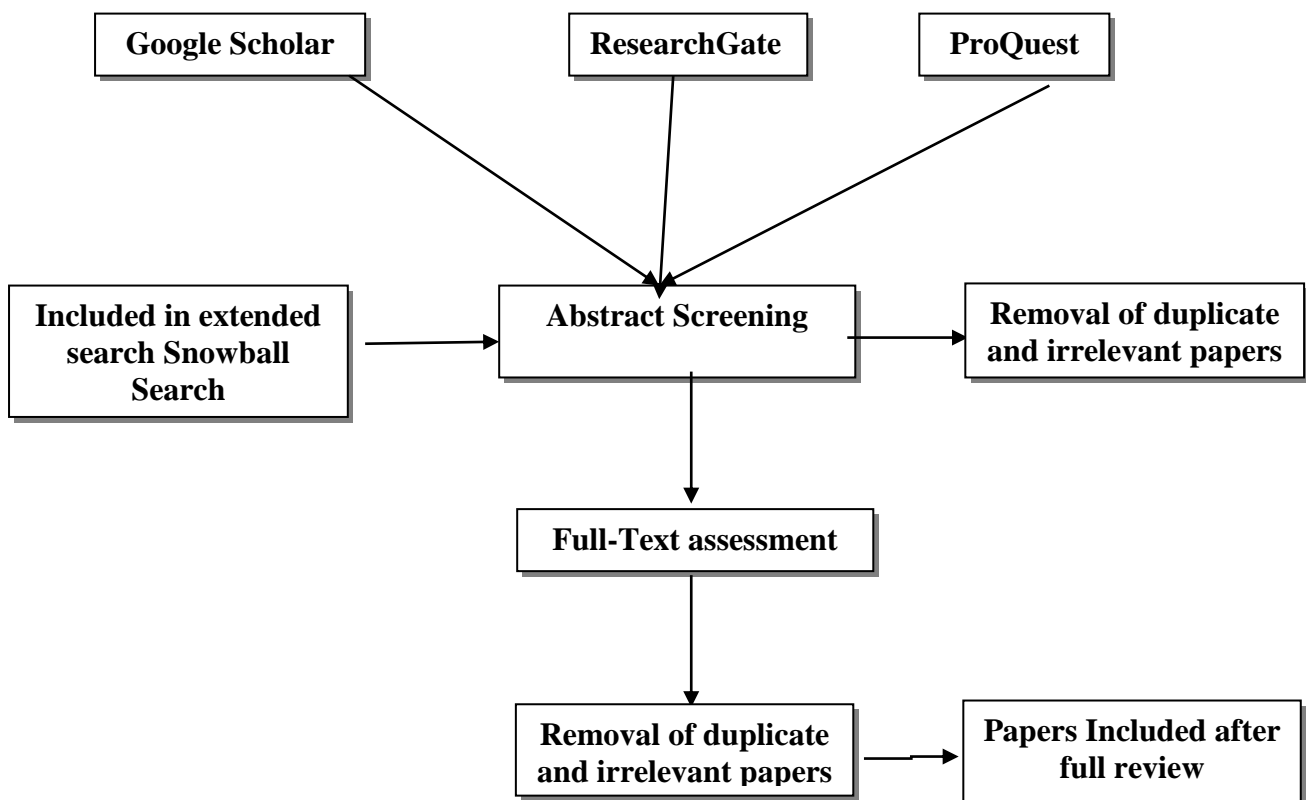 Google Scholar
ResearchGate
ProQuest
Included in extended
search Snowball
Search
Abstract Screening
Removal of duplicate
and irrelevant papers
Full-Text assessment
Removal of duplicate
and irrelevant papers
Papers Included after
full review